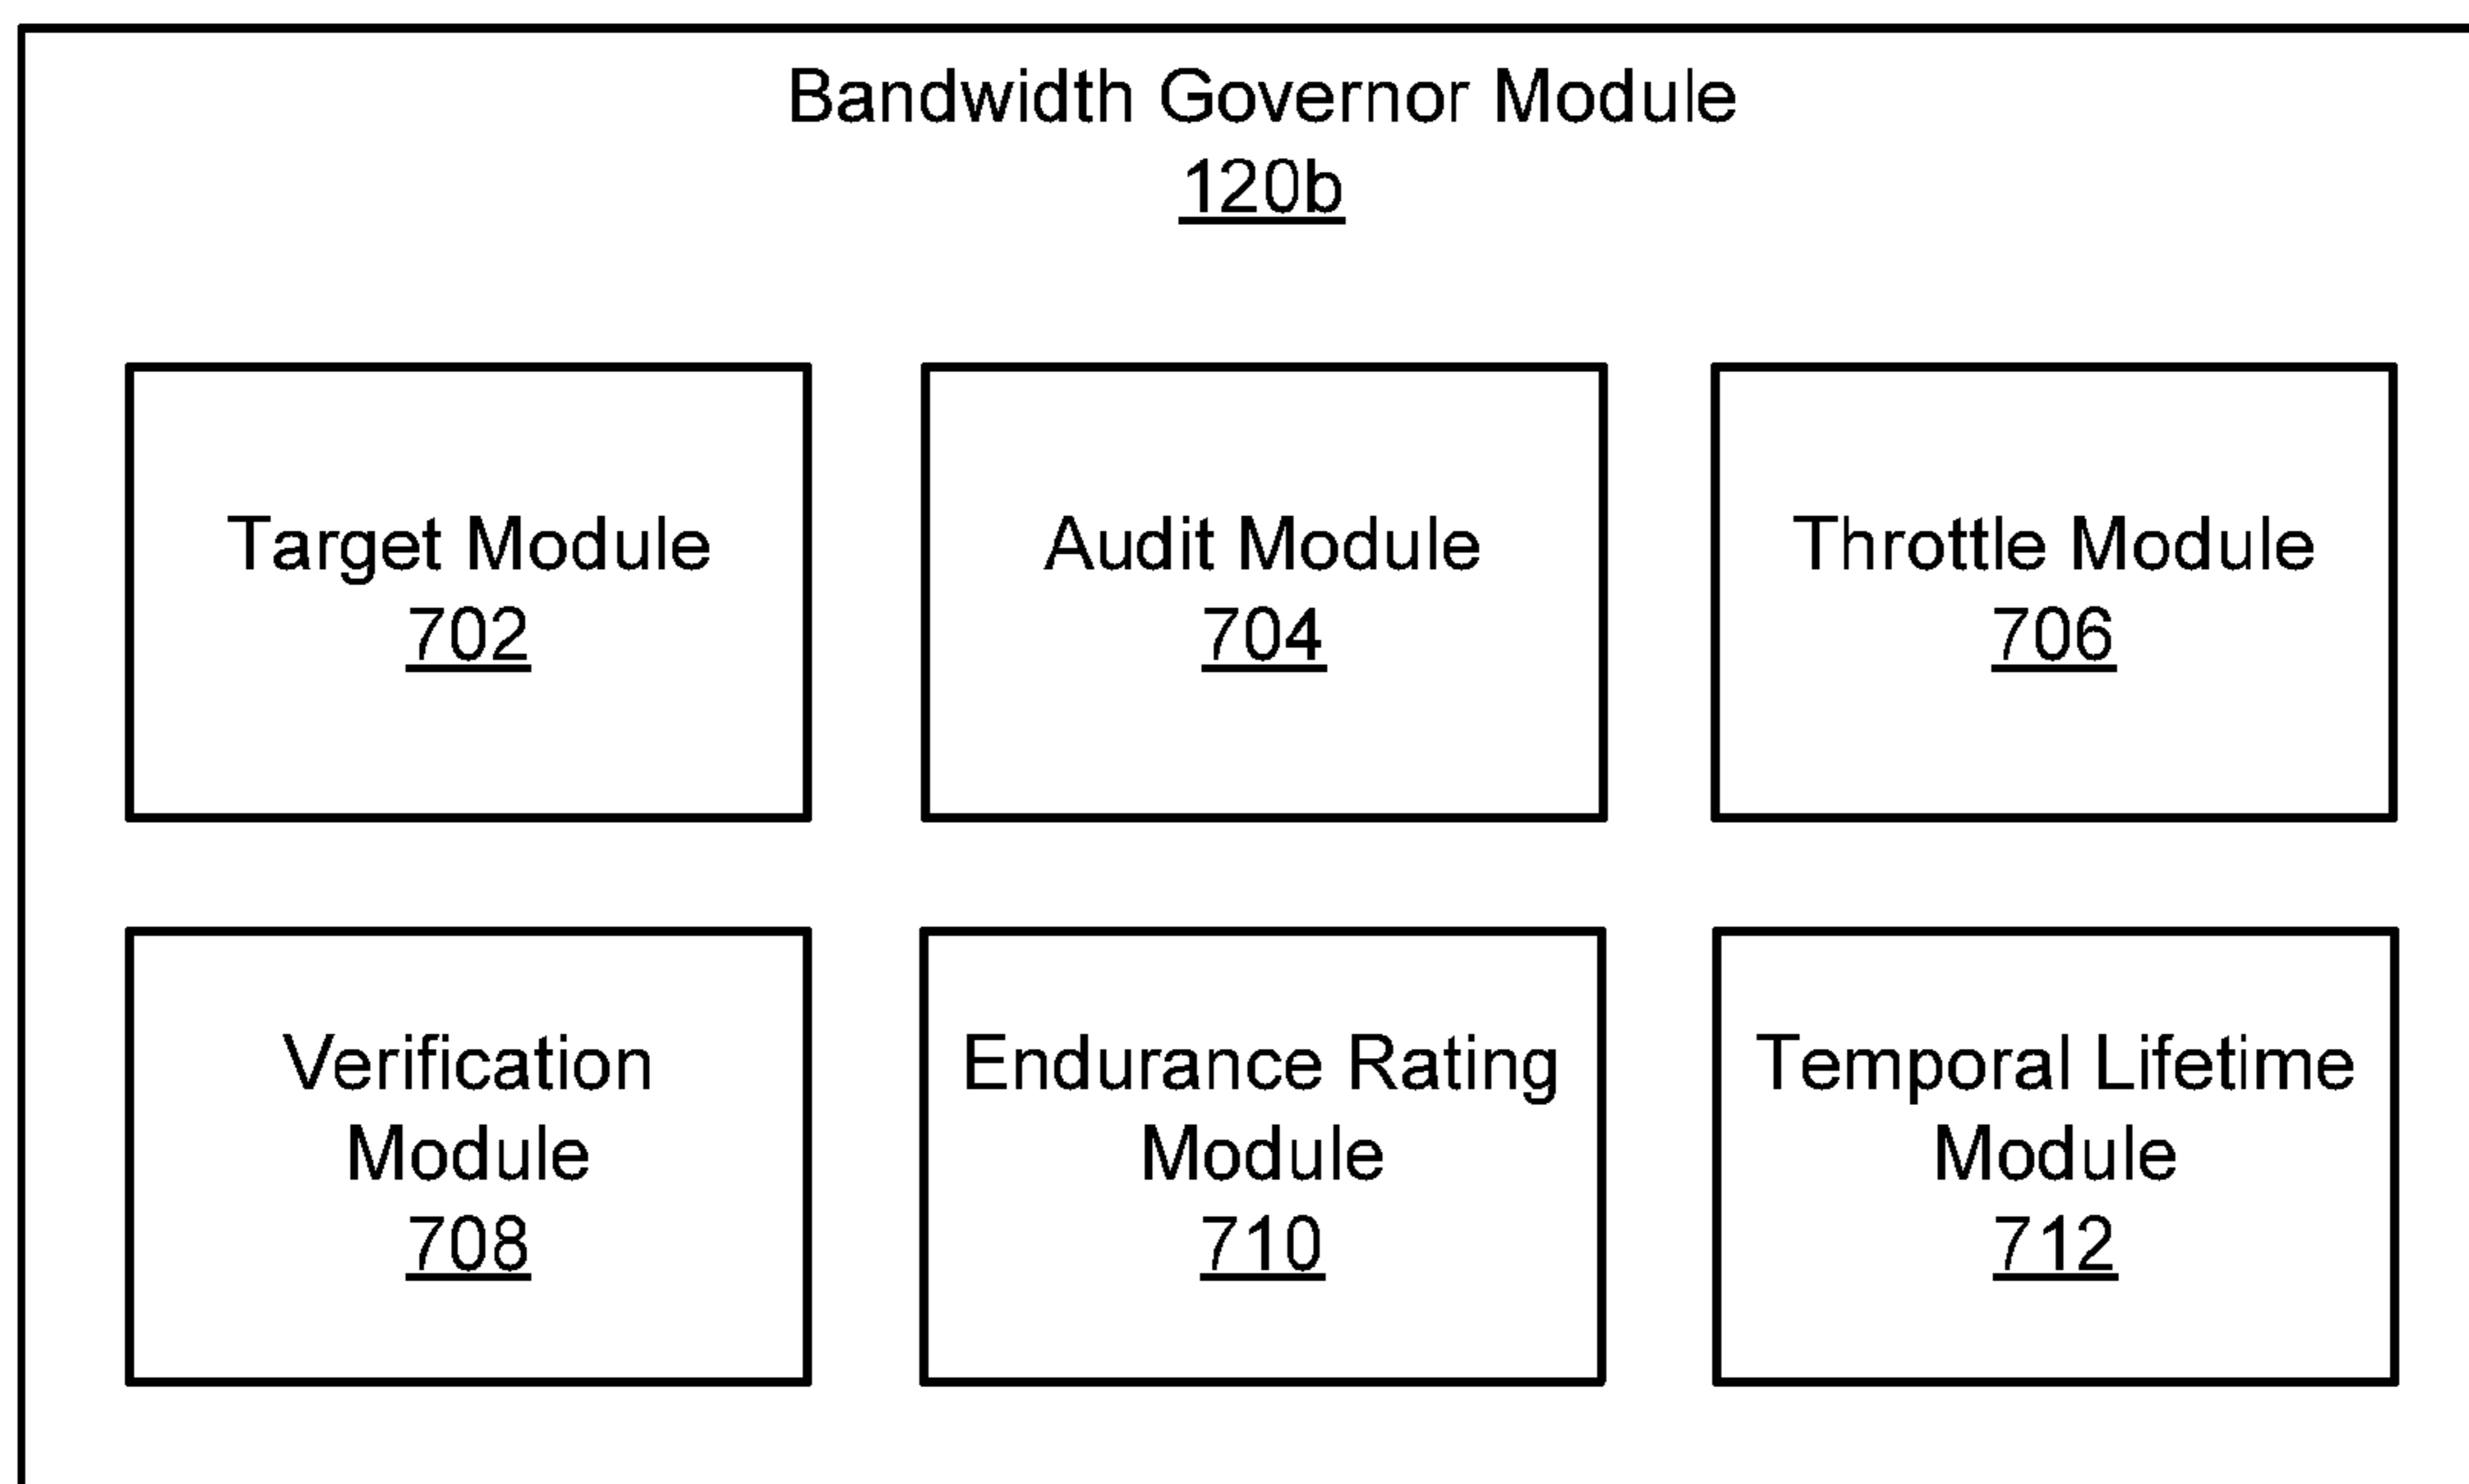 Bandwidth Governor Module
120b
Target Module
702
Audit Module
704
Throttle Module
706
Verification
Module
708
Endurance Rating
Module
710
Temporal Lifetime
Module
712